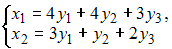 x₁ = 4y₁ + 4y₂ + 3y₃,
x₂ = 3y₁ + y₂ + 2y₃